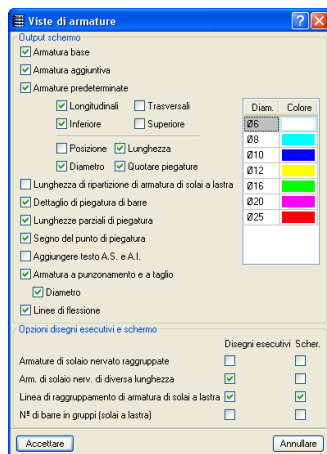 Viste di armature
Output schermo
Armatura base
Armatura aggiuntiva
Armature predeterminate
Longitudinali Trasversali
Inferiore Superiore
Posizione Lunghezza
Diametro Quotare piegature
Diam. Colore
Ø6
Ø8
Ø10
Ø12
Ø16
Ø20
Ø25
Lunghezza di ripartizione di armatura di solai a lastra
Dettaglio di piegatura di barre
Lunghezze parziali di piegatura
Segno del punto di piegatura
Aggiungere testo A.S. e A.I.
Armatura a punzonamento e a taglio
Diametro
Linee di flessione
Opzioni disegni esecutivi e schermo
Disegni esecutivi Scher.
Armature di solaio nervato raggruppate
Arm. di solaio nerv. di diversa lunghezza
Linea di raggruppamento di armatura di solai a lastra
Nª di barre in gruppi (solai a lastra)
Accettare Annullare